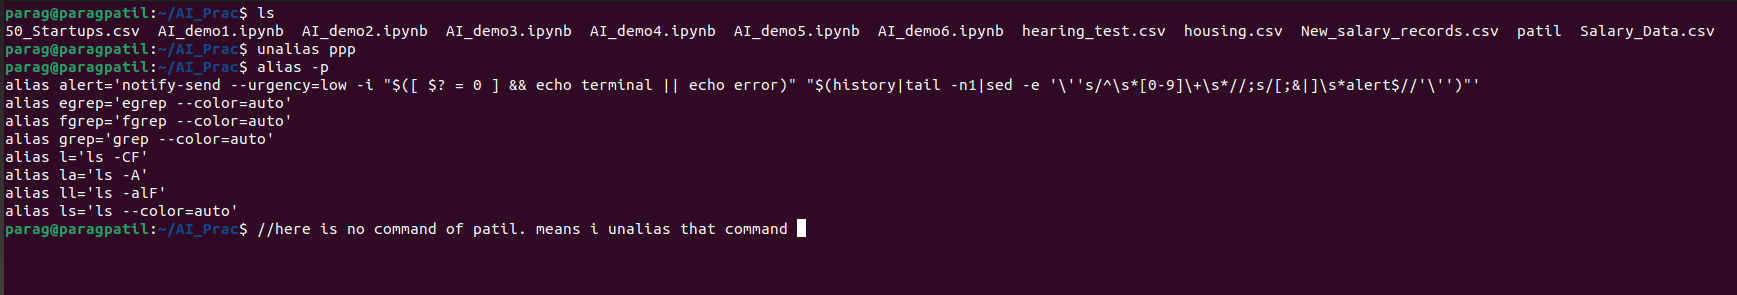 parag@paragpatil:~/AI_Prac$ ls
50_Startups.csv  AI_demo1.ipynb  AI_demo2.ipynb  AI_demo3.ipynb  AI_demo4.ipynb  AI_demo5.ipynb  AI_demo6.ipynb  hearing_test.csv  housing.csv  New_salary_records.csv  patil  Salary_Data.csv
parag@paragpatil:~/AI_Prac$ unalias ppp
parag@paragpatil:~/AI_Prac$ alias -p
alias alert='notify-send --urgency=low -i "$([ $? = 0 ] && echo terminal || echo error)" "$(history|tail -n1|sed -e '\''s/^\s*[0-9]\+\s*//;s/[;&|]\s*alert$//'\'')"'
alias egrep='egrep --color=auto'
alias fgrep='fgrep --color=auto'
alias grep='grep --color=auto'
alias l='ls -CF'
alias la='ls -A'
alias ll='ls -alF'
alias ls='ls --color=auto'
parag@paragpatil:~/AI_Prac$ //here is no command of patil. means i unalias that command